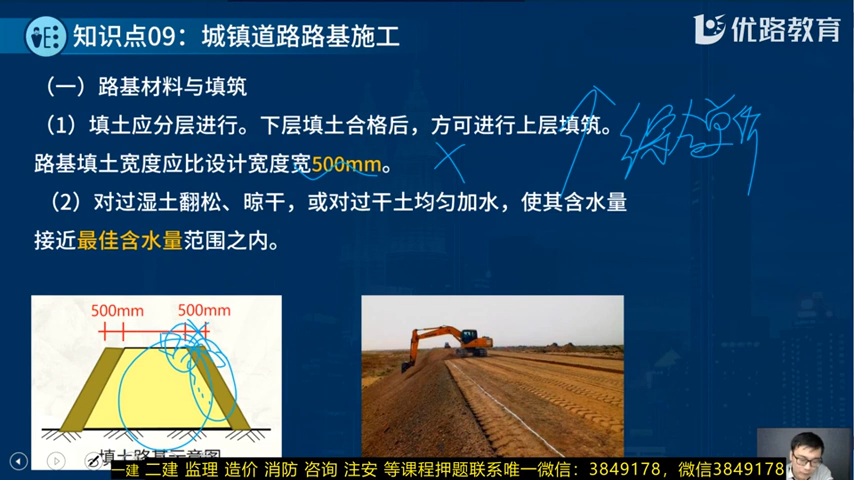 知识点09：城镇道路路基施工
优路教育
（一）路基材料与填筑
（1）填土应分层进行。下层填土合格后，方可进行上层填筑。
路基填土宽度应比设计宽度宽500mm。
（2）对过湿土翻松、晾干，或对过干土均匀加水，使其含水量
接近最佳含水量范围之内。
综合单价
500mm 500mm
填土路基示意图
一建 二建 监理 造价 消防 咨询 注安 等课程押题联系唯一微信：3849178，微信3849178